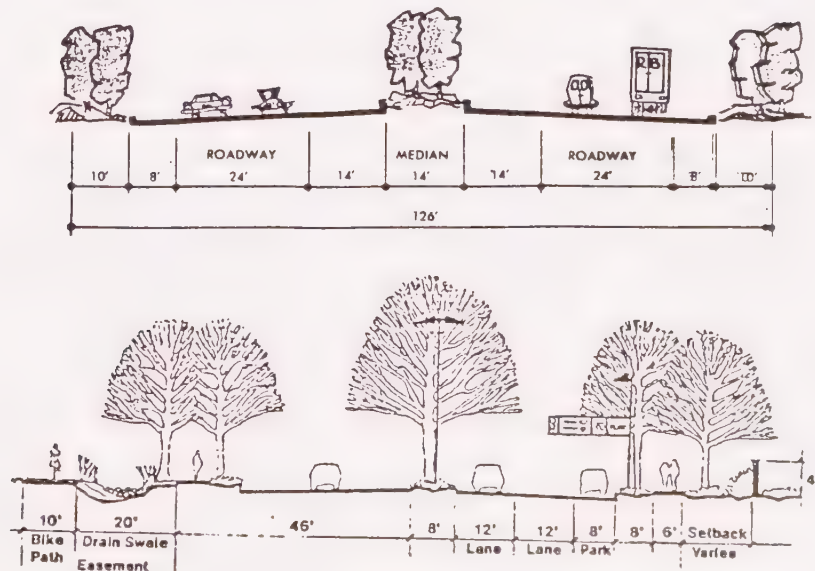 ROADWAY MEDIAN ROADWAY
10' 8' 24' 14' 14' 14' 24' 8' 10'
126'
10' 20' 46' 8' 12' 12' 8' 8' 6' Setback
Bike Drain Swale Lane Lane Park Varies
Path Easement
4